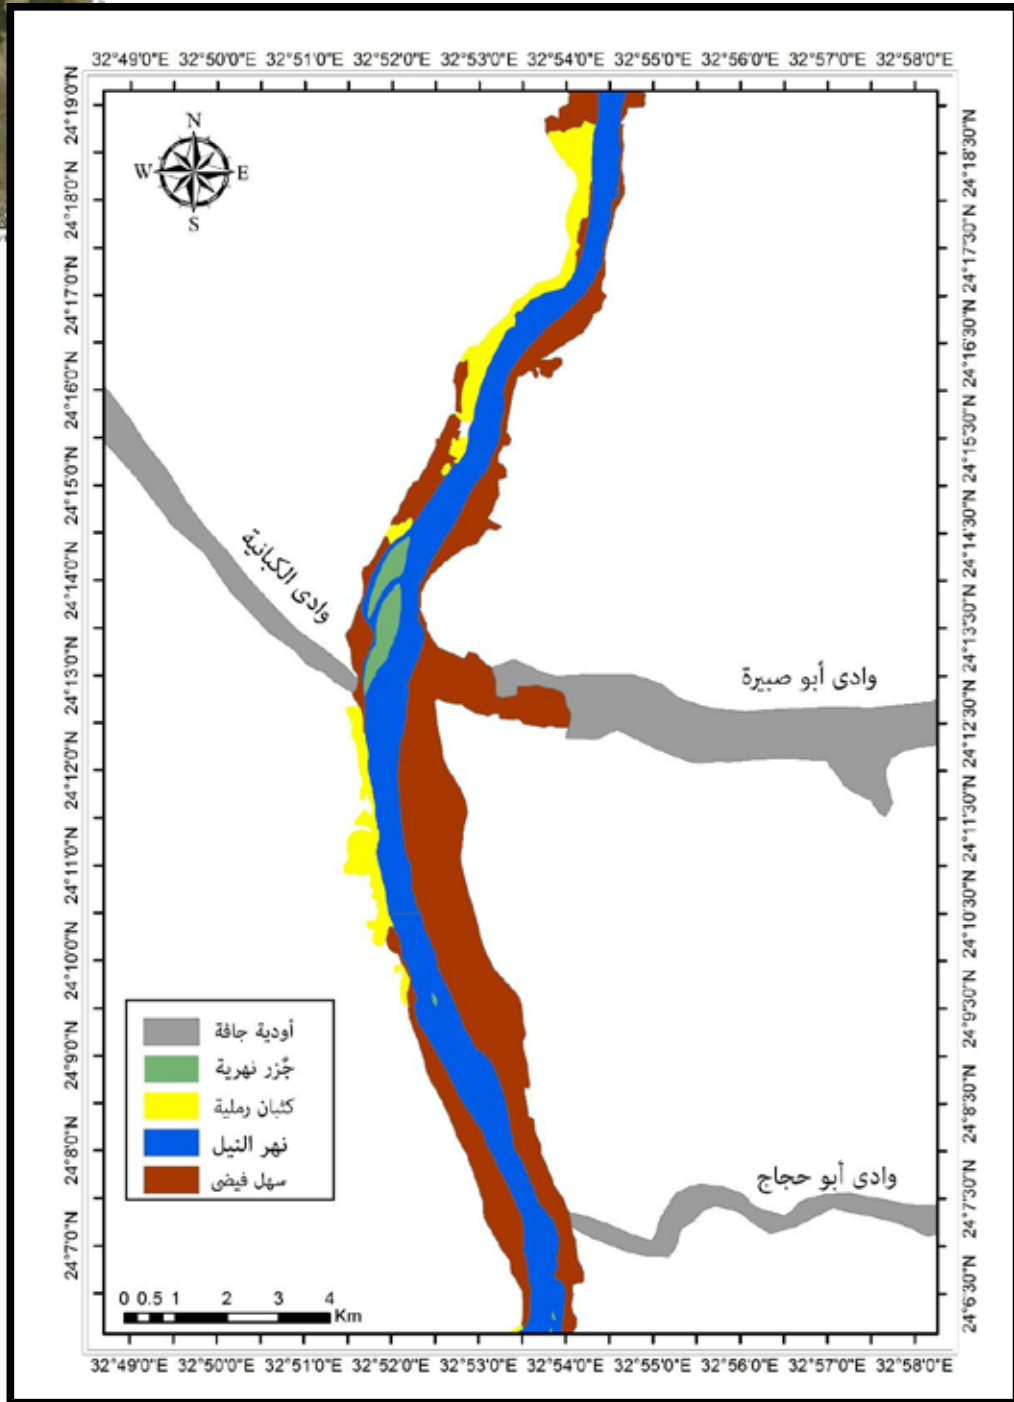 32°49'0"E 32°50'0"E 32°51'0"E 32°52'0"E 32°53'0"E 32°54'0"E 32°55'0"E 32°56'0"E 32°57'0"E 32°58'0"E
24°19'0"N
24°18'0"N
24°17'0"N
24°16'0"N
24°15'0"N
24°14'0"N
24°13'0"N
24°12'0"N
24°11'0"N
24°10'0"N
24°9'0"N
24°8'0"N
24°7'0"N
24°18'30"N
24°17'30"N
24°16'30"N
24°15'30"N
24°14'30"N
24°13'30"N
24°13'0"N
24°12'30"N
24°11'30"N
24°11'0"N
24°10'30"N
24°9'30"N
24°8'30"N
24°7'30"N
24°6'30"N
N
W E
S
وادى الكبانية
وادى أبو صبيرة
وادى أبو حجاج
أودية جافة
جُزر نهرية
كثبان رملية
نهر النيل
سهل فيضى
0 0.5 1 2 3 4
Km
32°49'0"E 32°50'0"E 32°51'0"E 32°52'0"E 32°53'0"E 32°54'0"E 32°55'0"E 32°56'0"E 32°57'0"E 32°58'0"E